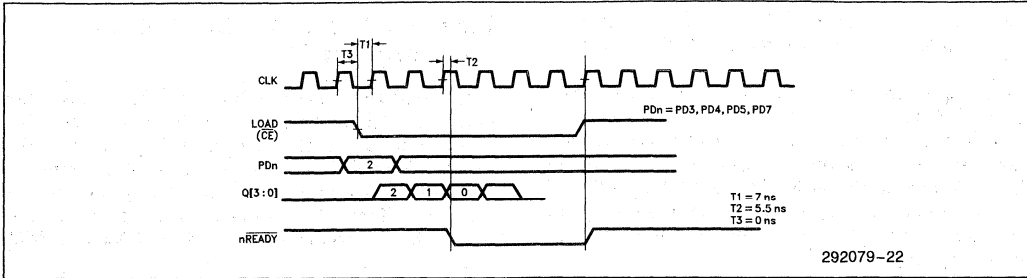 T1
T3
T2
CLK
PDn = PD3, PD4, PD5, PD7
LOAD
(CE)
PDn
2
Q[3:0]
2 1 0
T1 = 7 ns
T2 = 5.5 ns
T3 = 0 ns
nREADY
292079-22